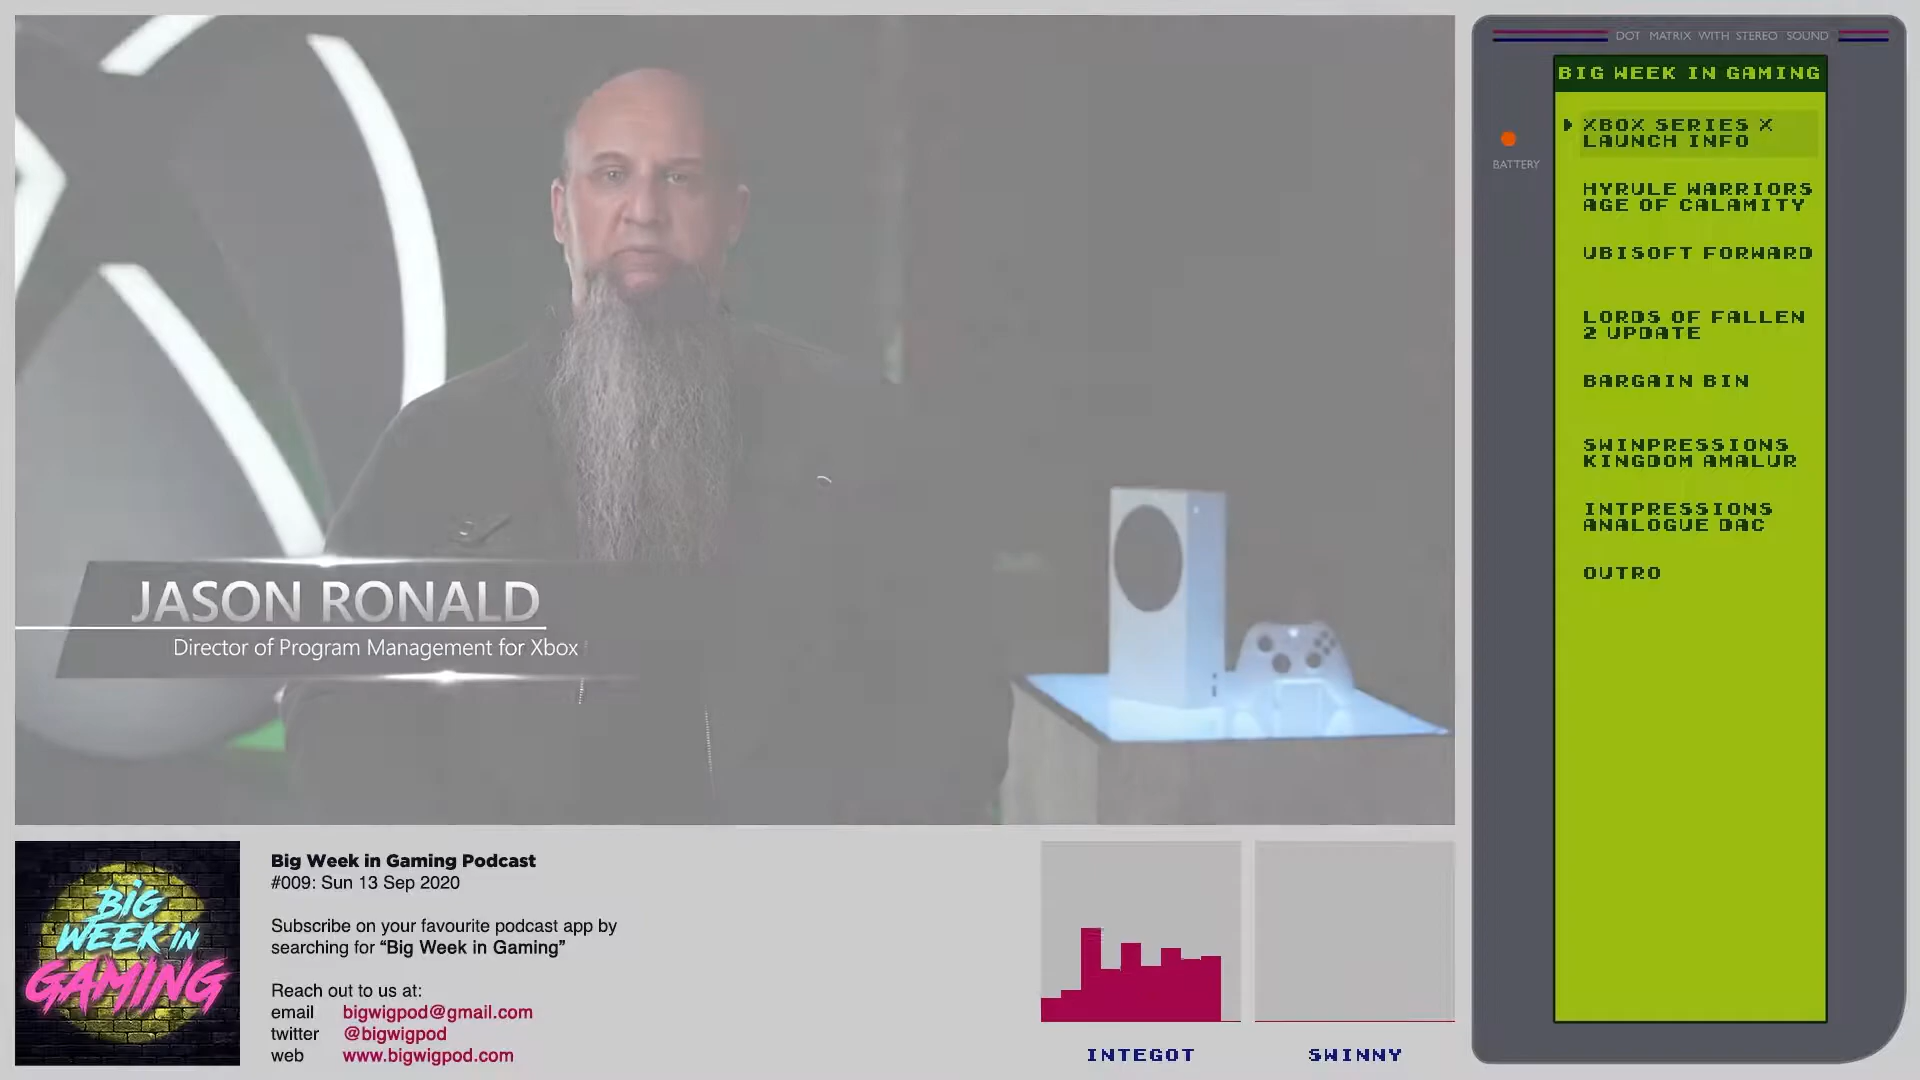 JASON RONALD
Director of Program Management for Xbox
DOT MATRIX WITH STEREO SOUND
BATTERY
BIG WEEK IN GAMING
XBOX SERIES X
LAUNCH INFO
HYRULE WARRIORS
AGE OF CALAMITY
UBISOFT FORWARD
LORDS OF FALLEN
2 UPDATE
BARGAIN BIN
SWINPRESSIONS
KINGDOM AMALUR
INTPRESSIONS
ANALOGUE DAC
OUTRO
BIG
WEEK IN
GAMING
Big Week in Gaming Podcast
#009: Sun 13 Sep 2020
Subscribe on your favourite podcast app by
searching for “Big Week in Gaming”
Reach out to us at:
email bigwigpod@gmail.com
twitter @bigwigpod
web www.bigwigpod.com
INTEGOT
SWINNY